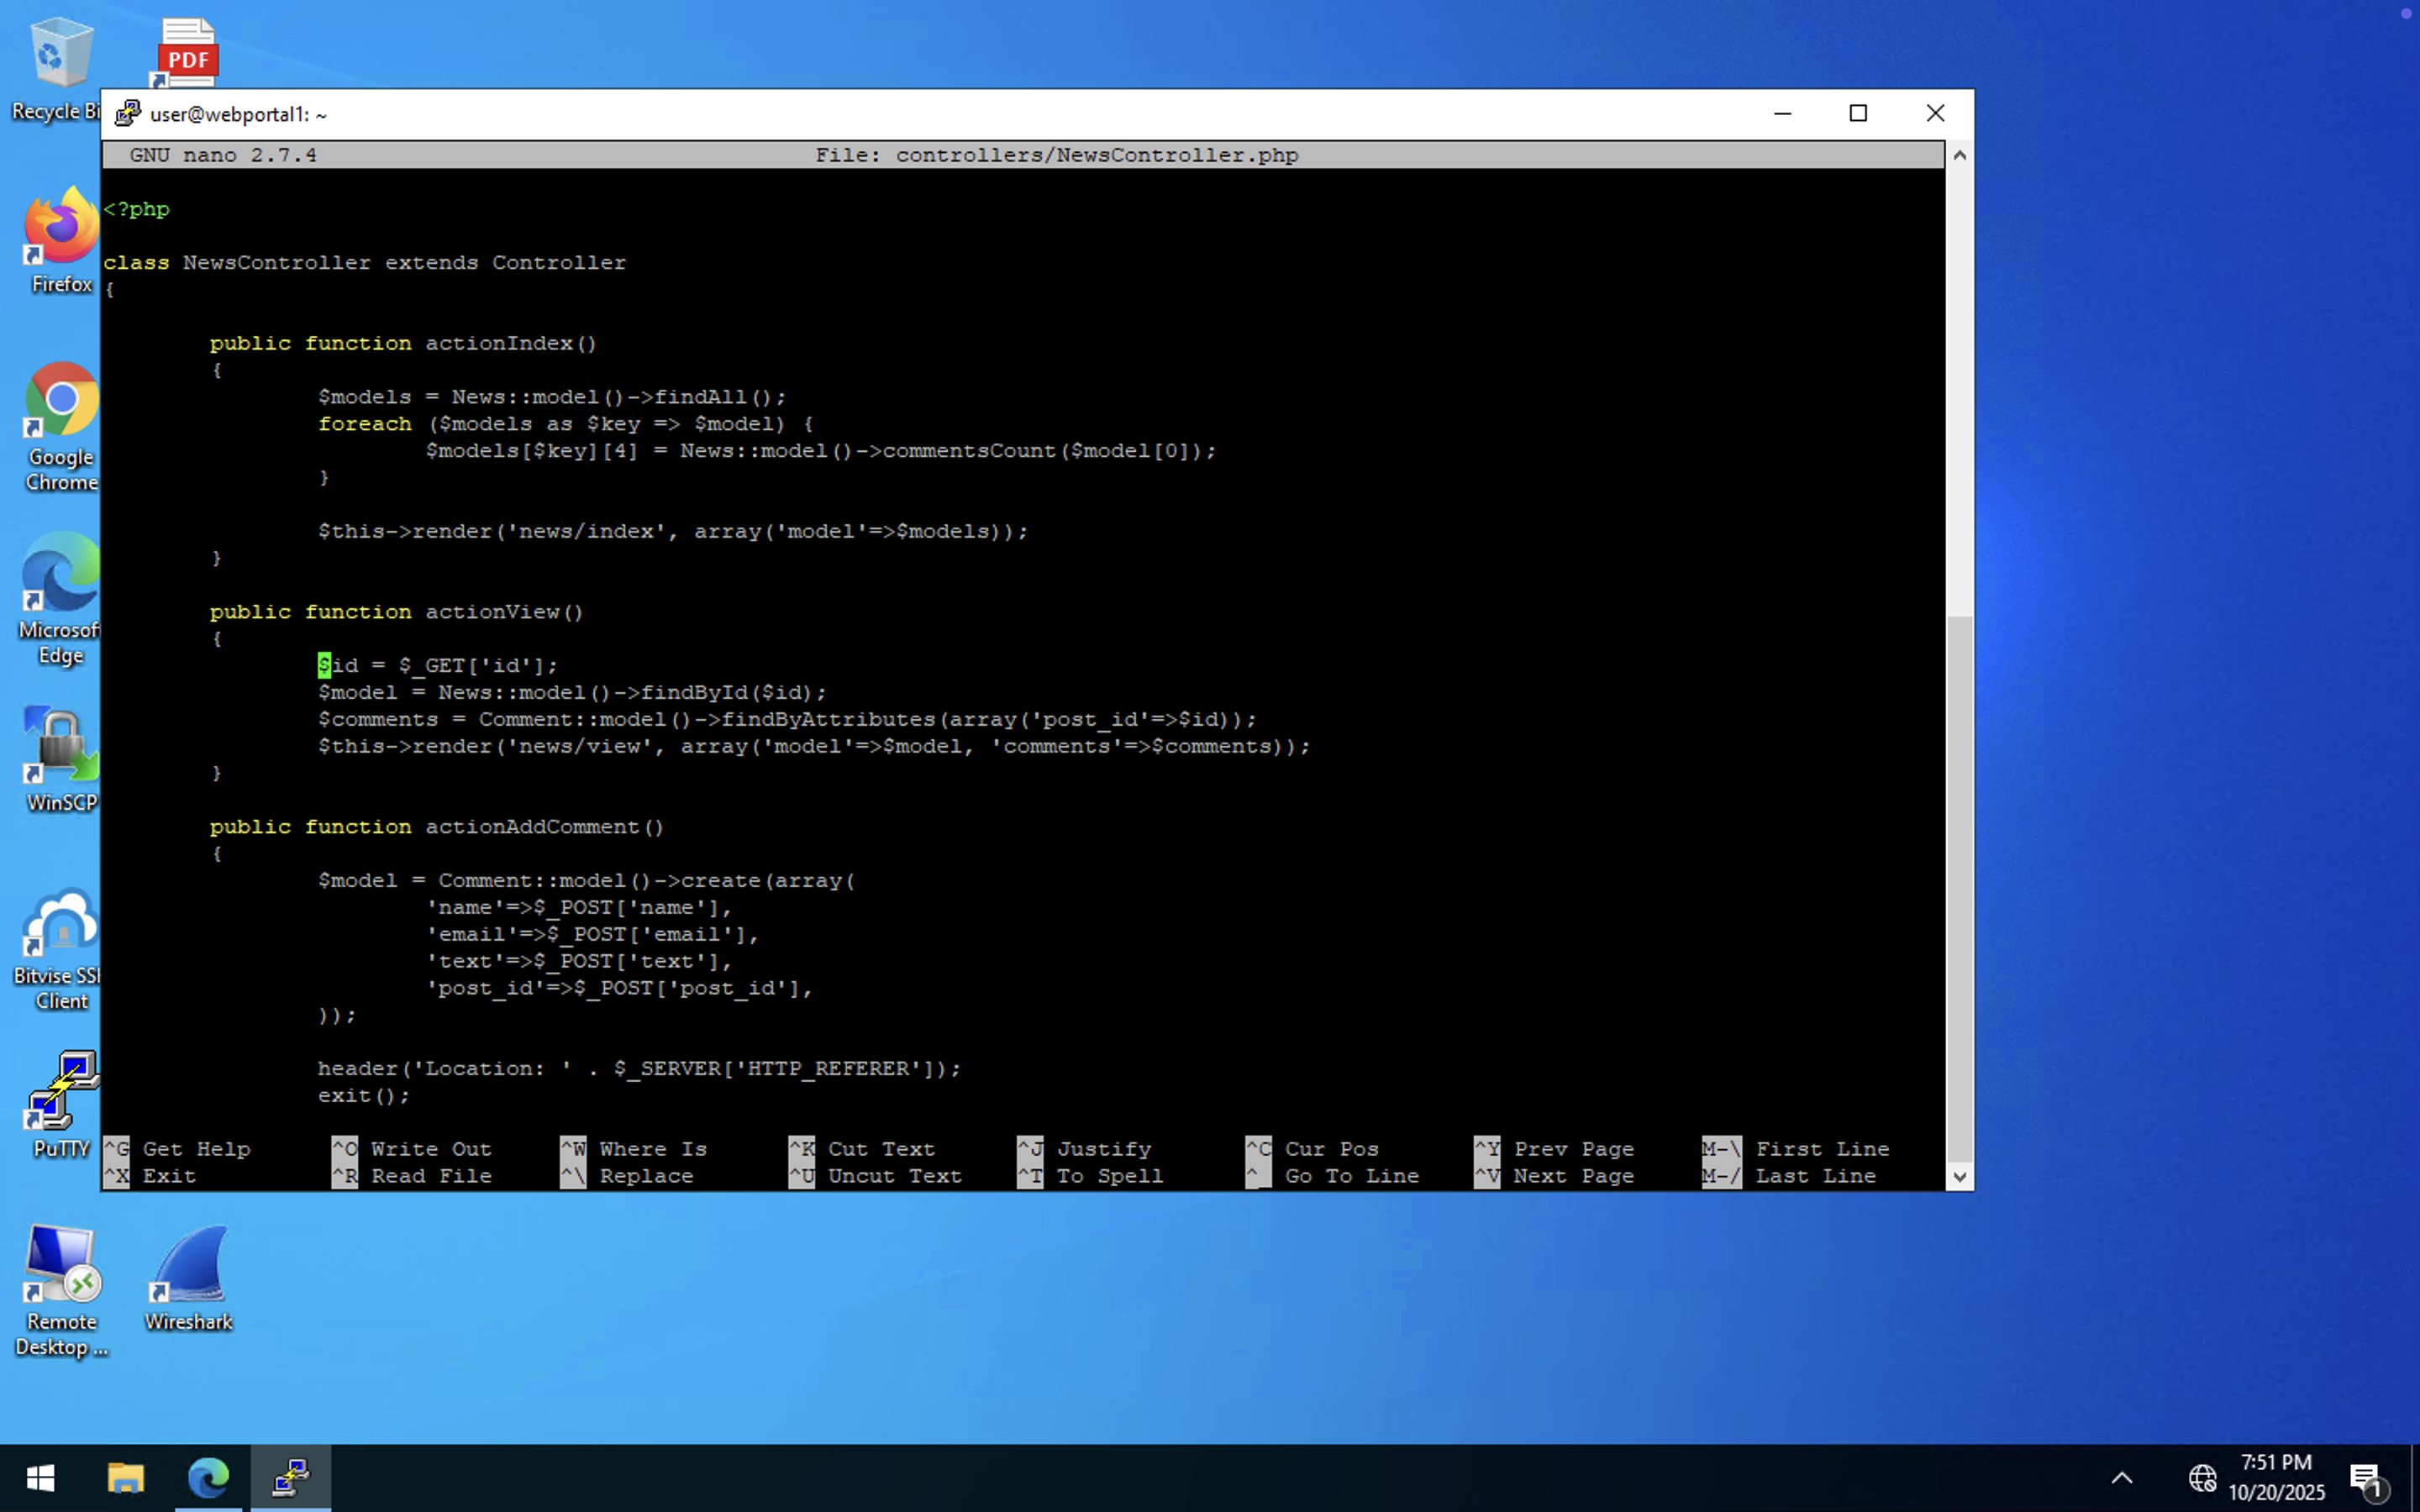 PDF
Recycle Bi
Firefox
Google
Chrome
Microsof
Edge
WinSCP
Bitvise SSH
Client
PuTTY
Remote
Desktop ...
Wireshark
user@webportal1: ~
GNU nano 2.7.4 File: controllers/NewsController.php
<?php
class NewsController extends Controller
{
public function actionIndex()
{
$models = News::model()->findAll();
foreach ($models as $key => $model) {
$models[$key][4] = News::model()->commentsCount($model[0]);
}
$this->render('news/index', array('model'=>$models));
}
public function actionView()
{
$id = $_GET['id'];
$model = News::model()->findById($id);
$comments = Comment::model()->findByAttributes(array('post_id'=>$id));
$this->render('news/view', array('model'=>$model, 'comments'=>$comments));
}
public function actionAddComment()
{
$model = Comment::model()->create(array(
'name'=>$_POST['name'],
'email'=>$_POST['email'],
'text'=>$_POST['text'],
'post_id'=>$_POST['post_id'],
));
header('Location: ' . $_SERVER['HTTP_REFERER']);
exit();
^G Get Help ^O Write Out ^W Where Is ^K Cut Text ^J Justify ^C Cur Pos ^Y Prev Page M-\ First Line
^X Exit ^R Read File ^\ Replace ^U Uncut Text ^T To Spell ^_ Go To Line ^V Next Page M-/ Last Line
7:51 PM
10/20/2025
1